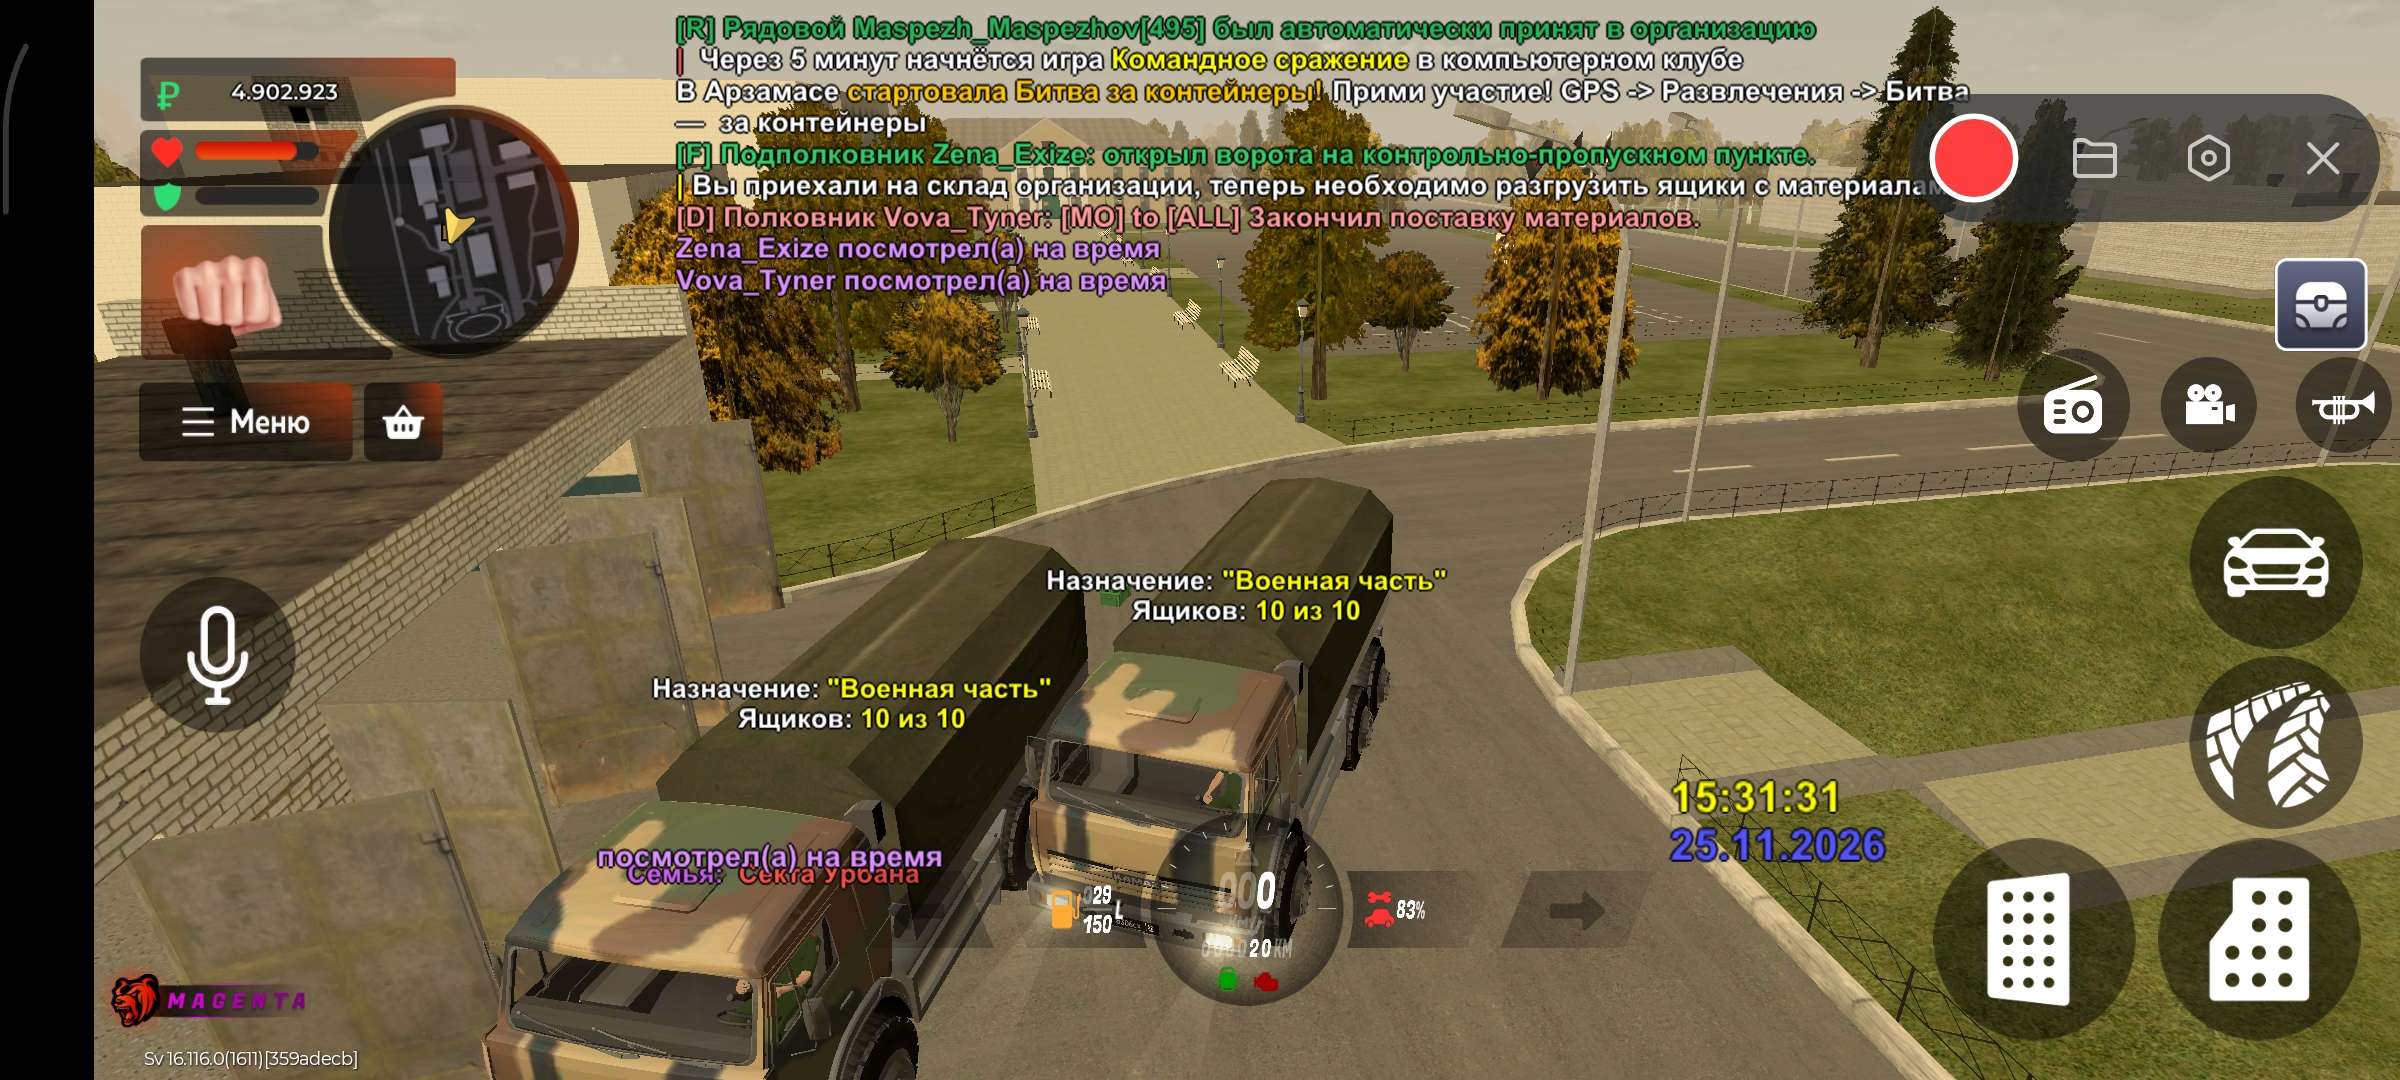 [R] Рядовой Maspezh_Maspezhov[495] был автоматически принят в организацию
| Через 5 минут начнётся игра Командное сражение в компьютерном клубе
В Арзамасе стартовала Битва за контейнеры! Прими участие! GPS -> Развлечения -> Битва
— за контейнеры
[F] Подполковник Zena_Exize: открыл ворота на контрольно-пропускном пункте.
| Вы приехали на склад организации, теперь необходимо разгрузить ящики с материалам
[D] Полковник Vova_Tyner: [MO] to [ALL] Закончил поставку материалов.
Zena_Exize посмотрел(а) на время
Vova_Tyner посмотрел(а) на время
₽ 4.902.923
Меню
Назначение: "Военная часть"
Ящиков: 10 из 10
Назначение: "Военная часть"
Ящиков: 10 из 10
15:31:31
25.11.2026
посмотрел(а) на время
Семья: Секта Урбана
029
150 L
000
000020 KM
83%
MAGENTA
Sv 16.116.0(1611)[359adecb]